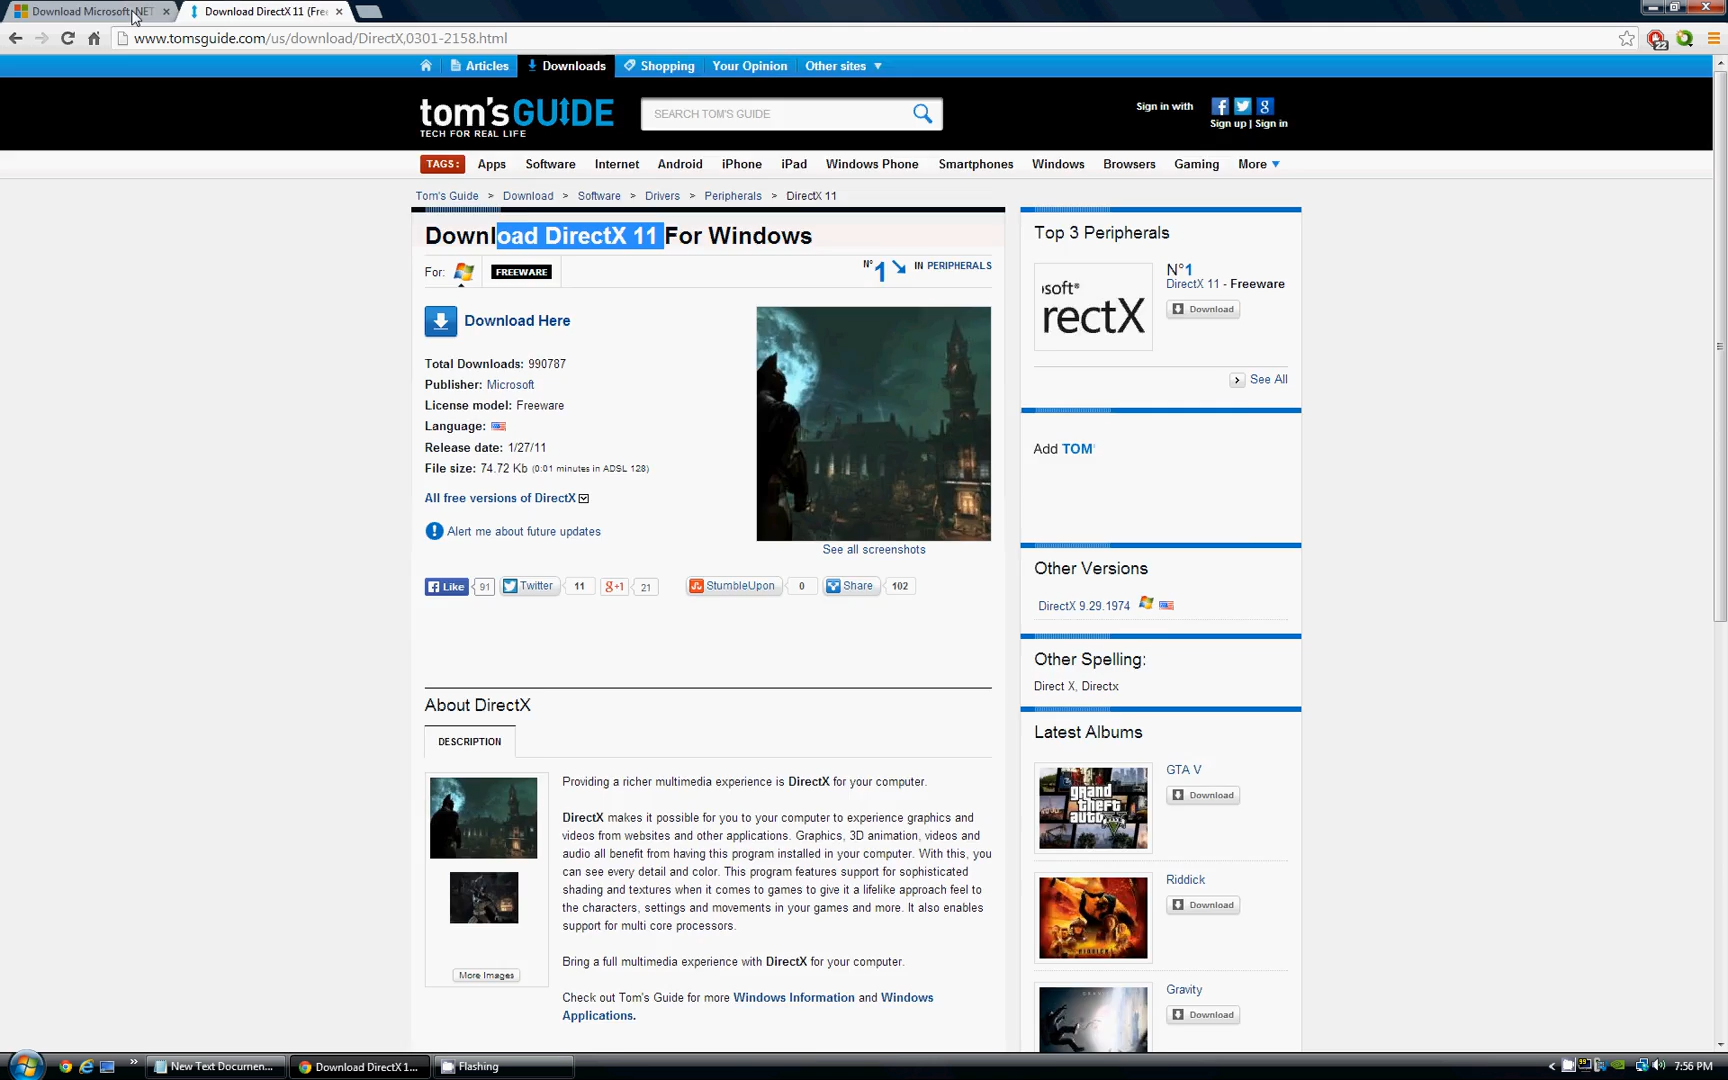 Download Microsoft .NET
Download DirectX 11 (Fre
www.tomsguide.com/us/download/DirectX,0301-2158.html
22
Articles Downloads Shopping Your Opinion Other sites
tom'sGUIDE
TECH FOR REAL LIFE
SEARCH TOM'S GUIDE
Sign in with
Sign up | Sign in
TAGS: Apps Software Internet Android iPhone iPad Windows Phone Smartphones Windows Browsers Gaming More
Tom's Guide > Download > Software > Drivers > Peripherals > DirectX 11
Download DirectX 11 For Windows
For: FREEWARE
N° 1 IN PERIPHERALS
Download Here
Total Downloads: 990787
Publisher: Microsoft
License model: Freeware
Language:
Release date: 1/27/11
File size: 74.72 Kb (0:01 minutes in ADSL 128)
All free versions of DirectX
Alert me about future updates
See all screenshots
Like 91 Twitter 11 g+1 21 StumbleUpon 0 Share 102
About DirectX
DESCRIPTION
More Images
Providing a richer multimedia experience is DirectX for your computer.
DirectX makes it possible for you to your computer to experience graphics and
videos from websites and other applications. Graphics, 3D animation, videos and
audio all benefit from having this program installed in your computer. With this, you
can see every detail and color. This program features support for sophisticated
shading and textures when it comes to games to give it a lifelike approach feel to
the characters, settings and movements in your games and more. It also enables
support for multi core processors.
Bring a full multimedia experience with DirectX for your computer.
Check out Tom's Guide for more Windows Information and Windows
Applications.
Top 3 Peripherals
soft®
rectX
N°1
DirectX 11 - Freeware
Download
See All
Add TOM'
Other Versions
DirectX 9.29.1974
Other Spelling:
Direct X, Directx
Latest Albums
grand
theft
auto
GTA V
Download
RIDDICK
Riddick
Download
Gravity
Download
New Text Documen...
Download DirectX 1...
Flashing
99
7:56 PM